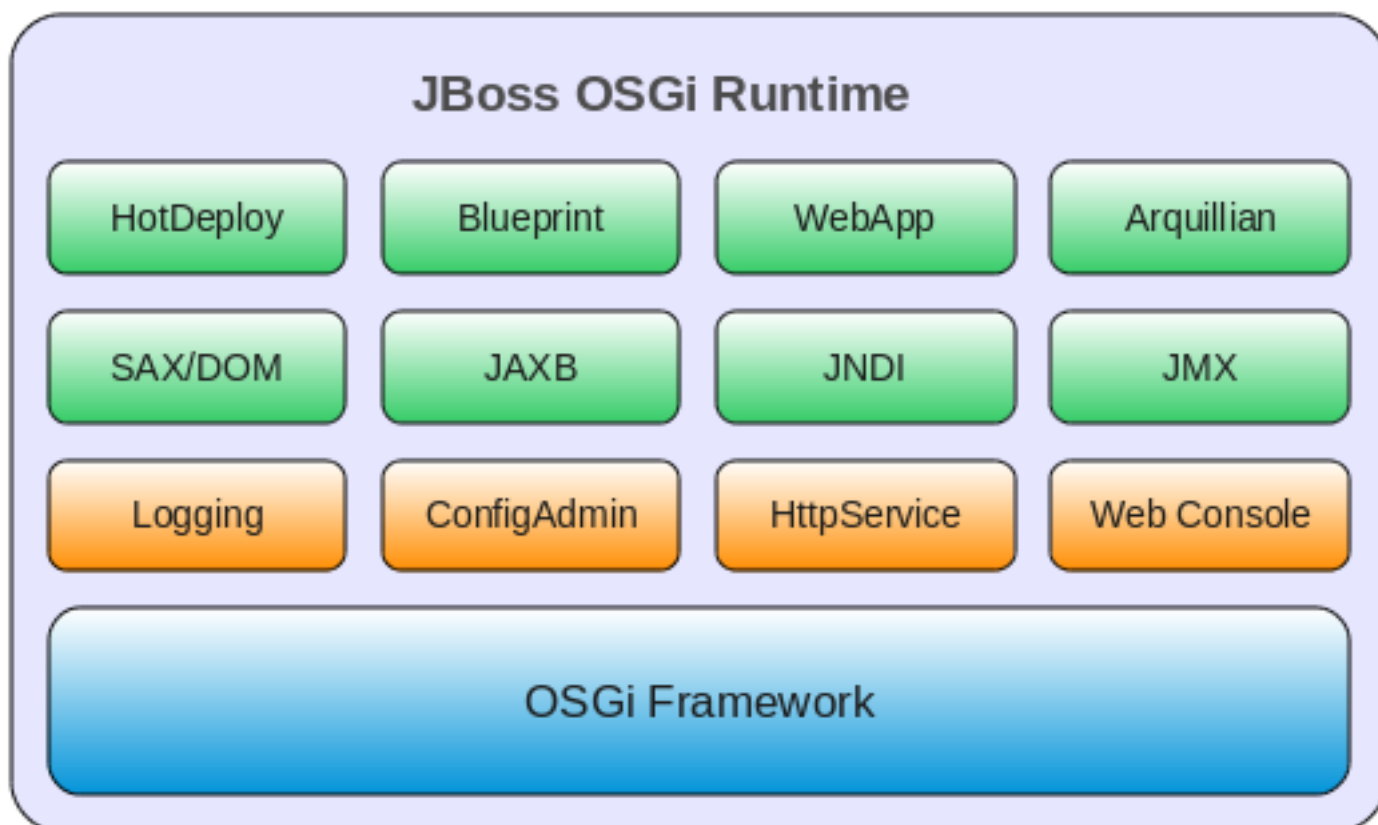 JBoss OSGi Runtime
HotDeploy Blueprint WebApp Arquillian
SAX/DOM JAXB JNDI JMX
Logging ConfigAdmin HttpService Web Console
OSGi Framework